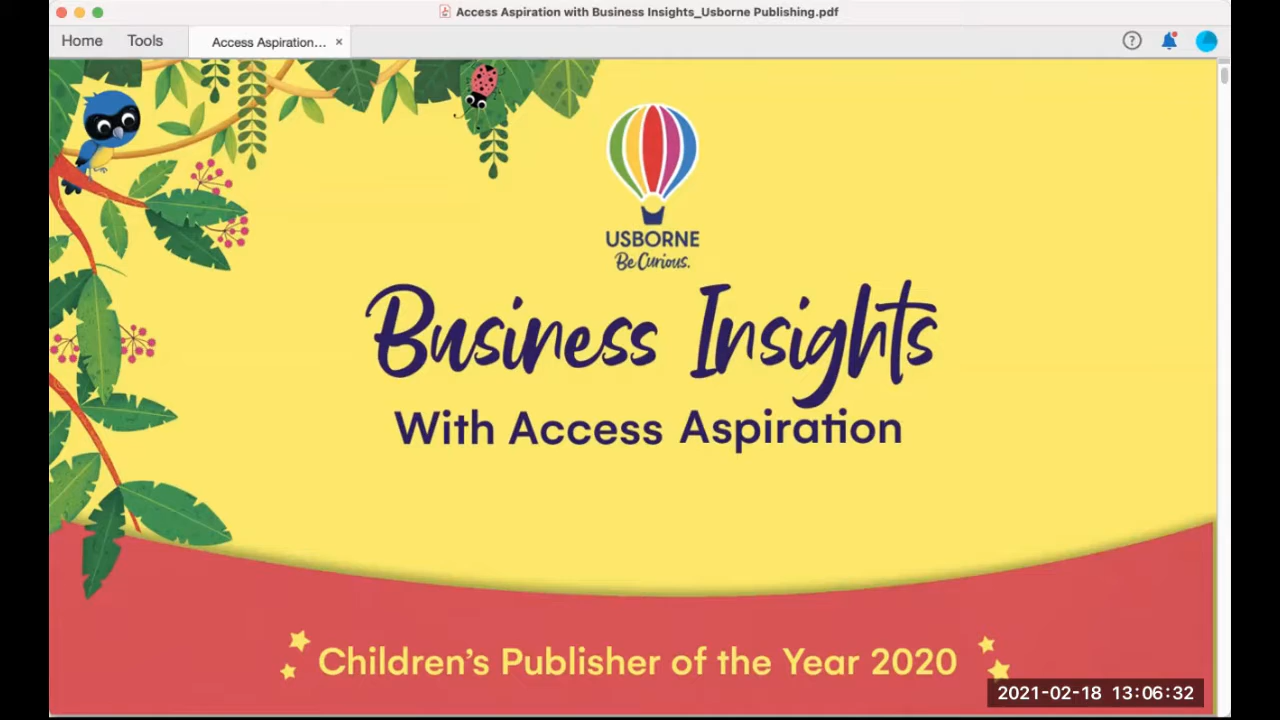 Access Aspiration with Business Insights_Usborne Publishing.pdf
Home Tools Access Aspiration... ×
?
USBORNE
Be Curious.
Business Insights
With Access Aspiration
Children's Publisher of the Year 2020
2021-02-18 13:06:32